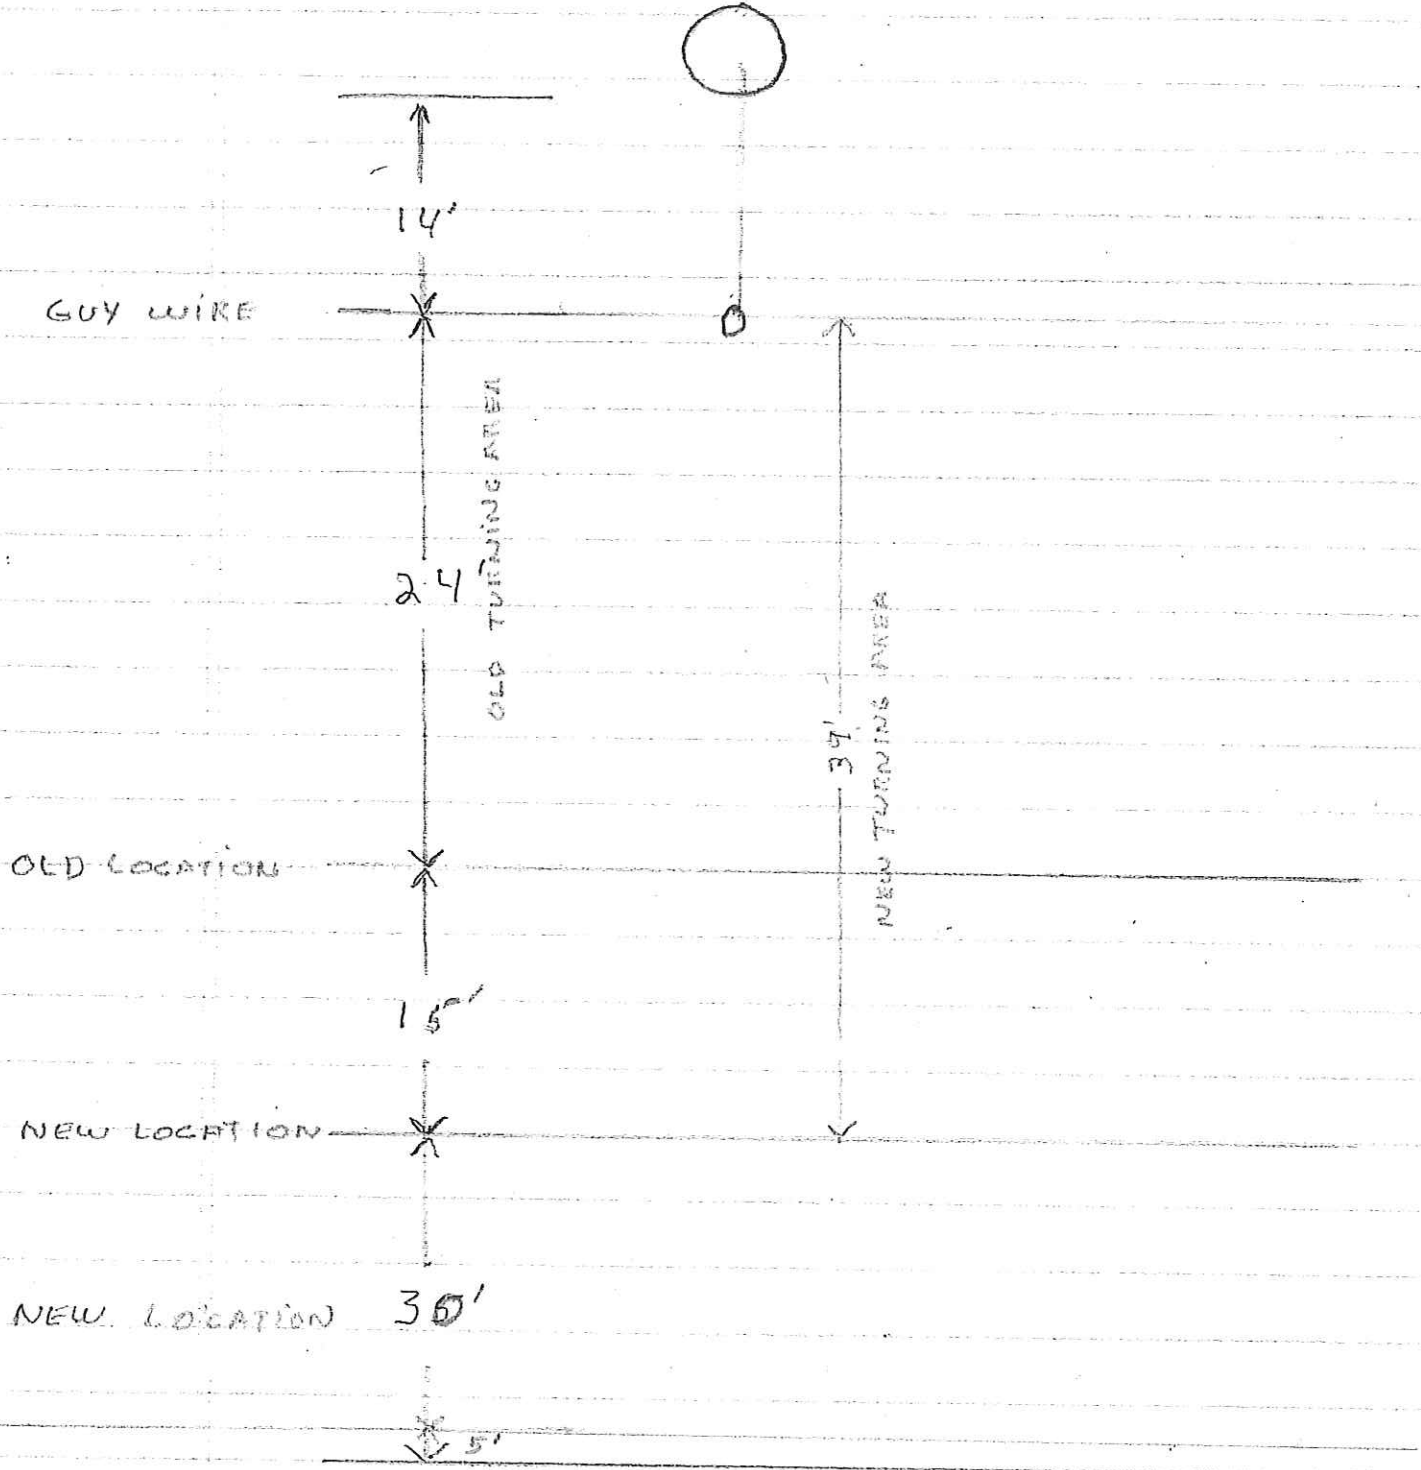 14'
GUY WIRE
OLD TURNING AREA
24'
39'
NEW TURNING AREA
OLD LOCATION
15'
NEW LOCATION
NEW LOCATION 30'
5'